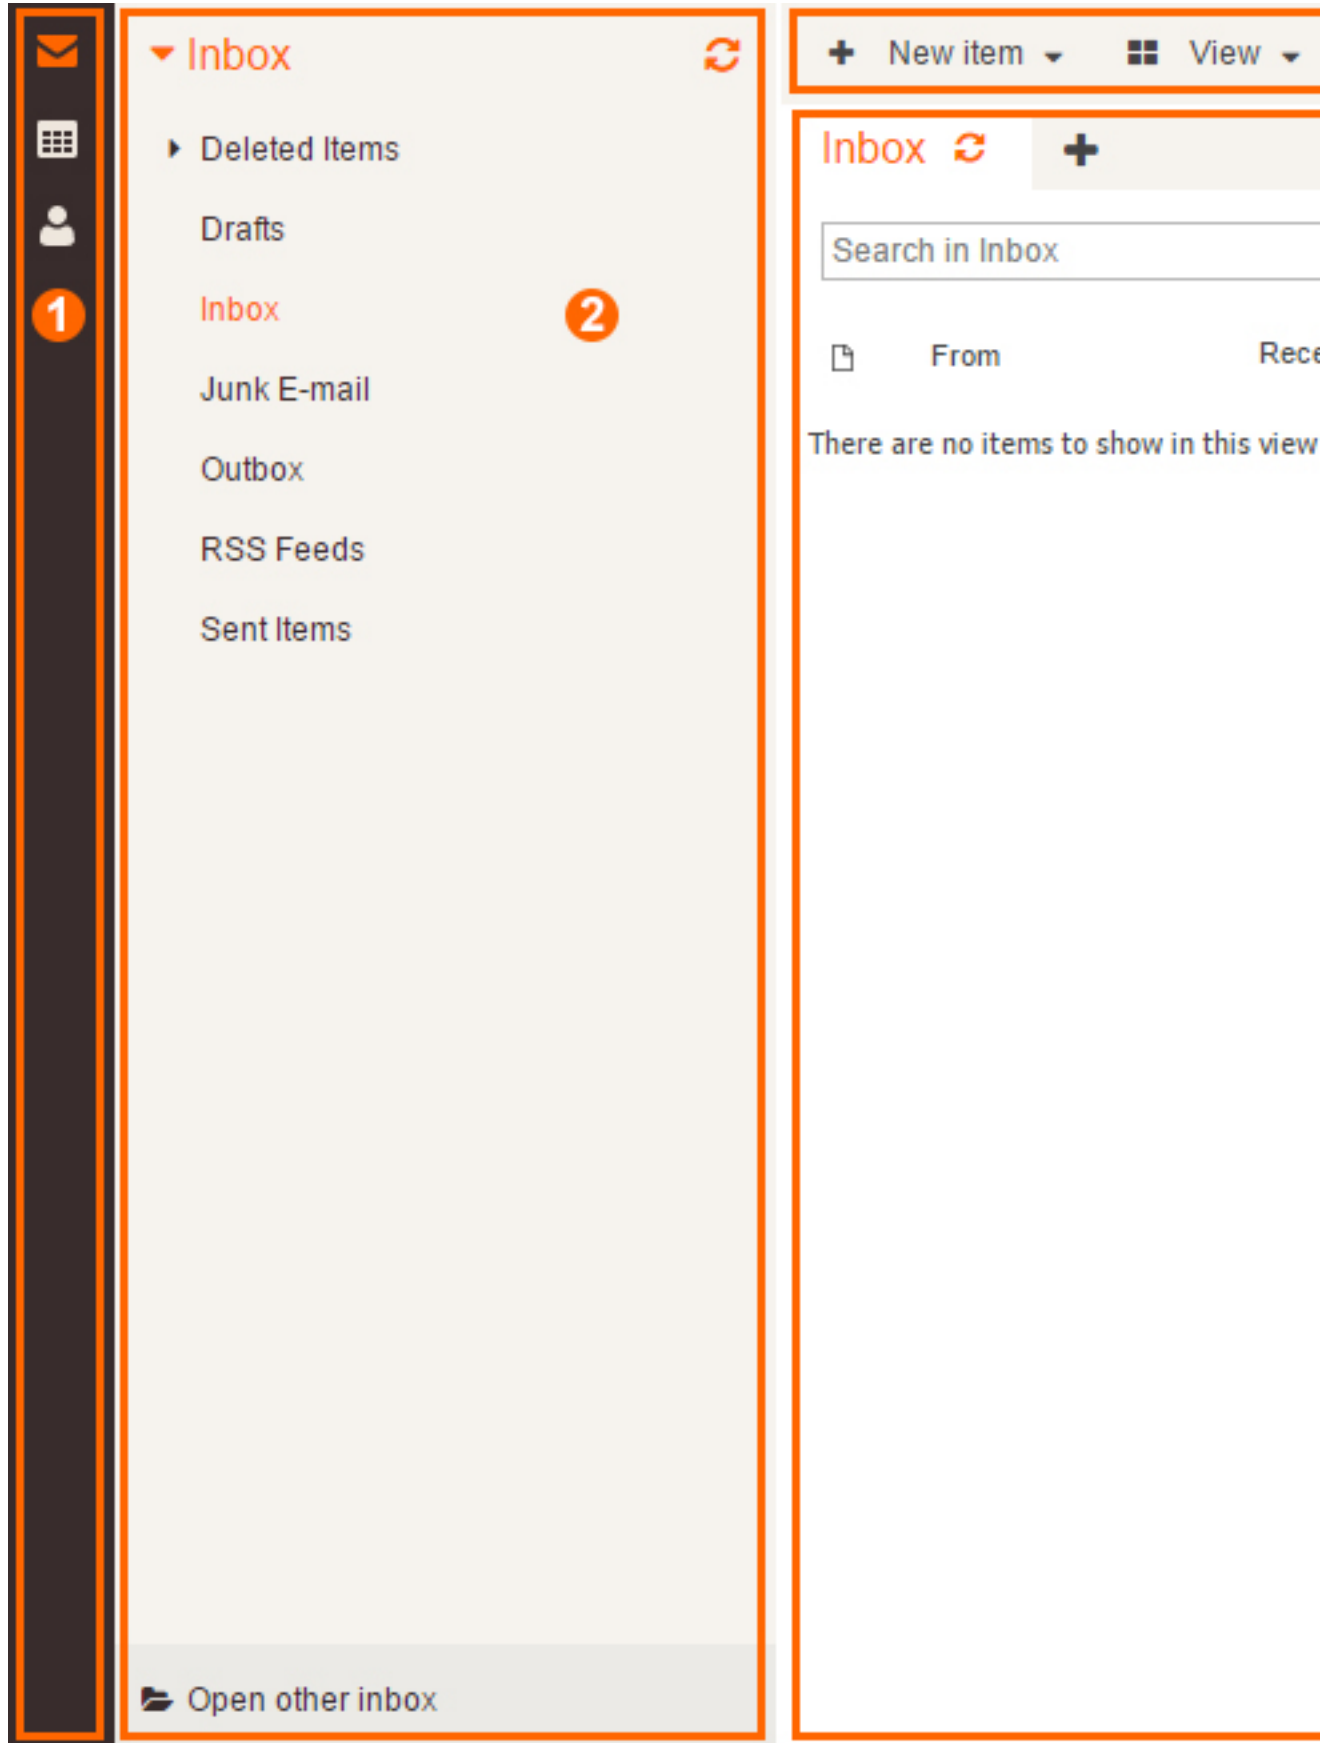 Inbox
Deleted Items
Drafts
Inbox
Junk E-mail
Outbox
RSS Feeds
Sent Items
Open other inbox
1
2
New item
View
Inbox
Search in Inbox
From
There are no items to show in this view